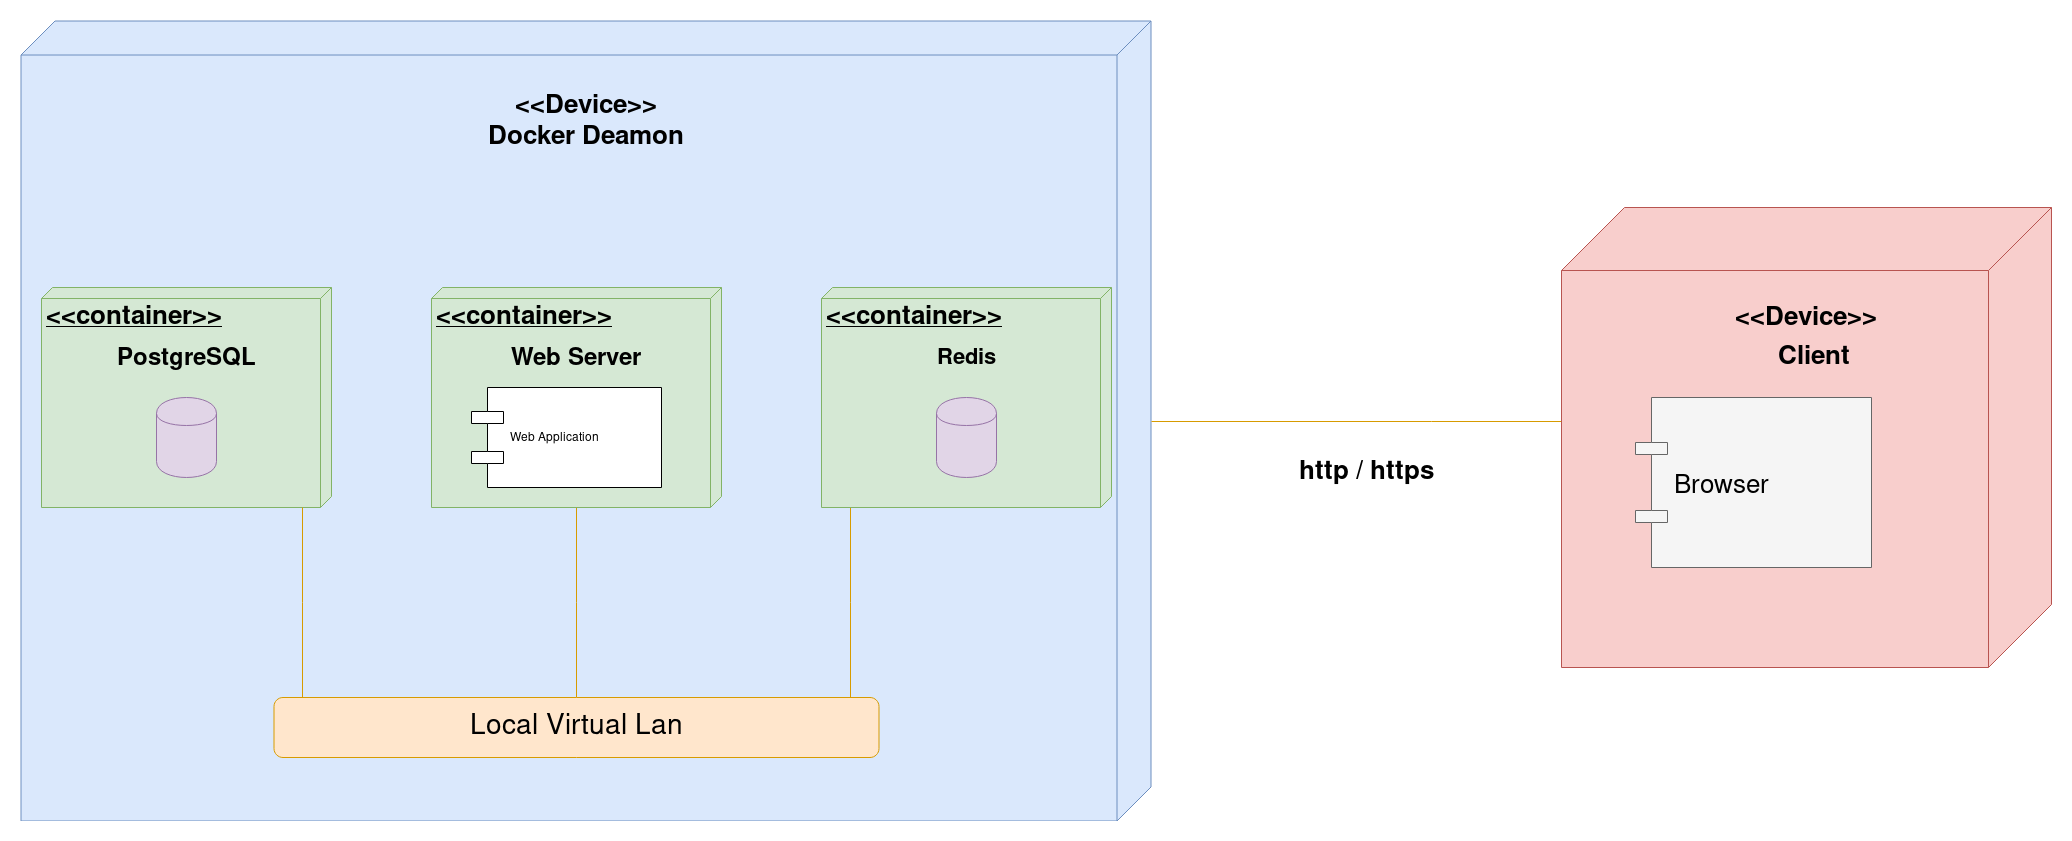 <<Device>>
Docker Deamon
<<container>>
PostgreSQL
<<container>>
Web Server
Web Application
<<container>>
Redis
Local Virtual Lan
http / https
<<Device>>
Client
Browser